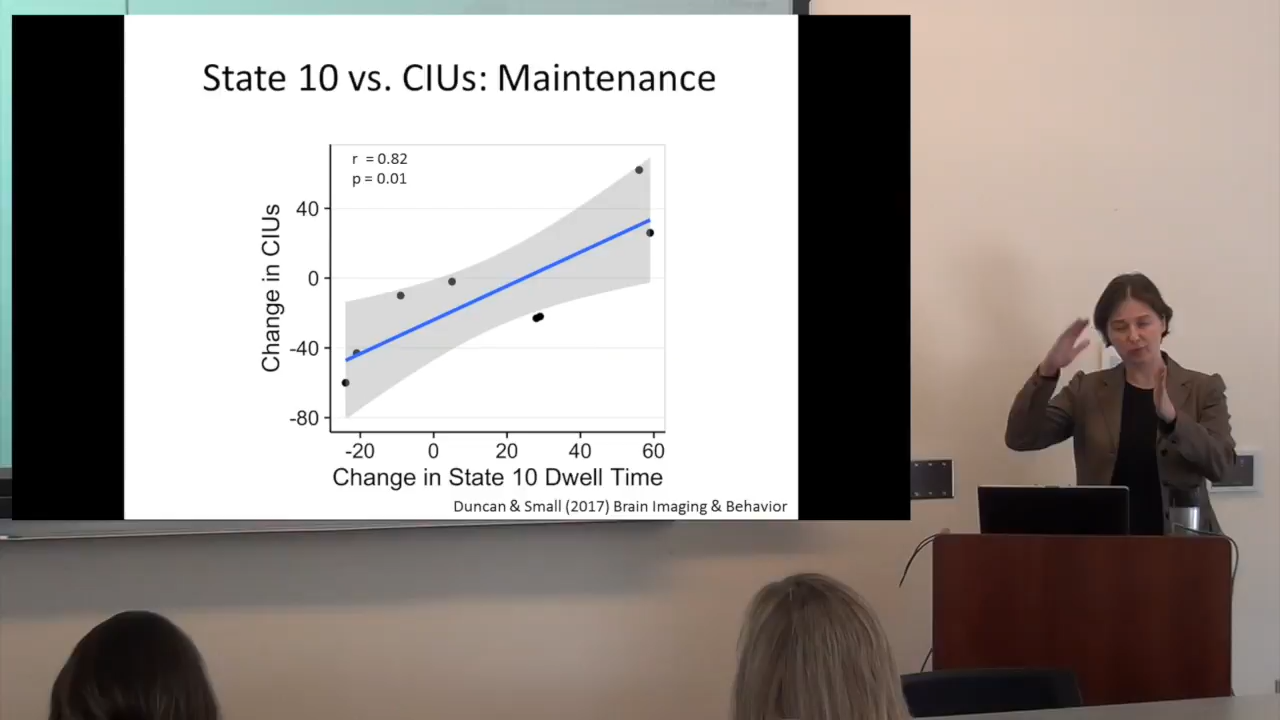 State 10 vs. CIUs: Maintenance
r = 0.82
p = 0.01
Change in CIUs
40
0
-40
-80
-20 0 20 40 60
Change in State 10 Dwell Time
Duncan & Small (2017) Brain Imaging & Behavior